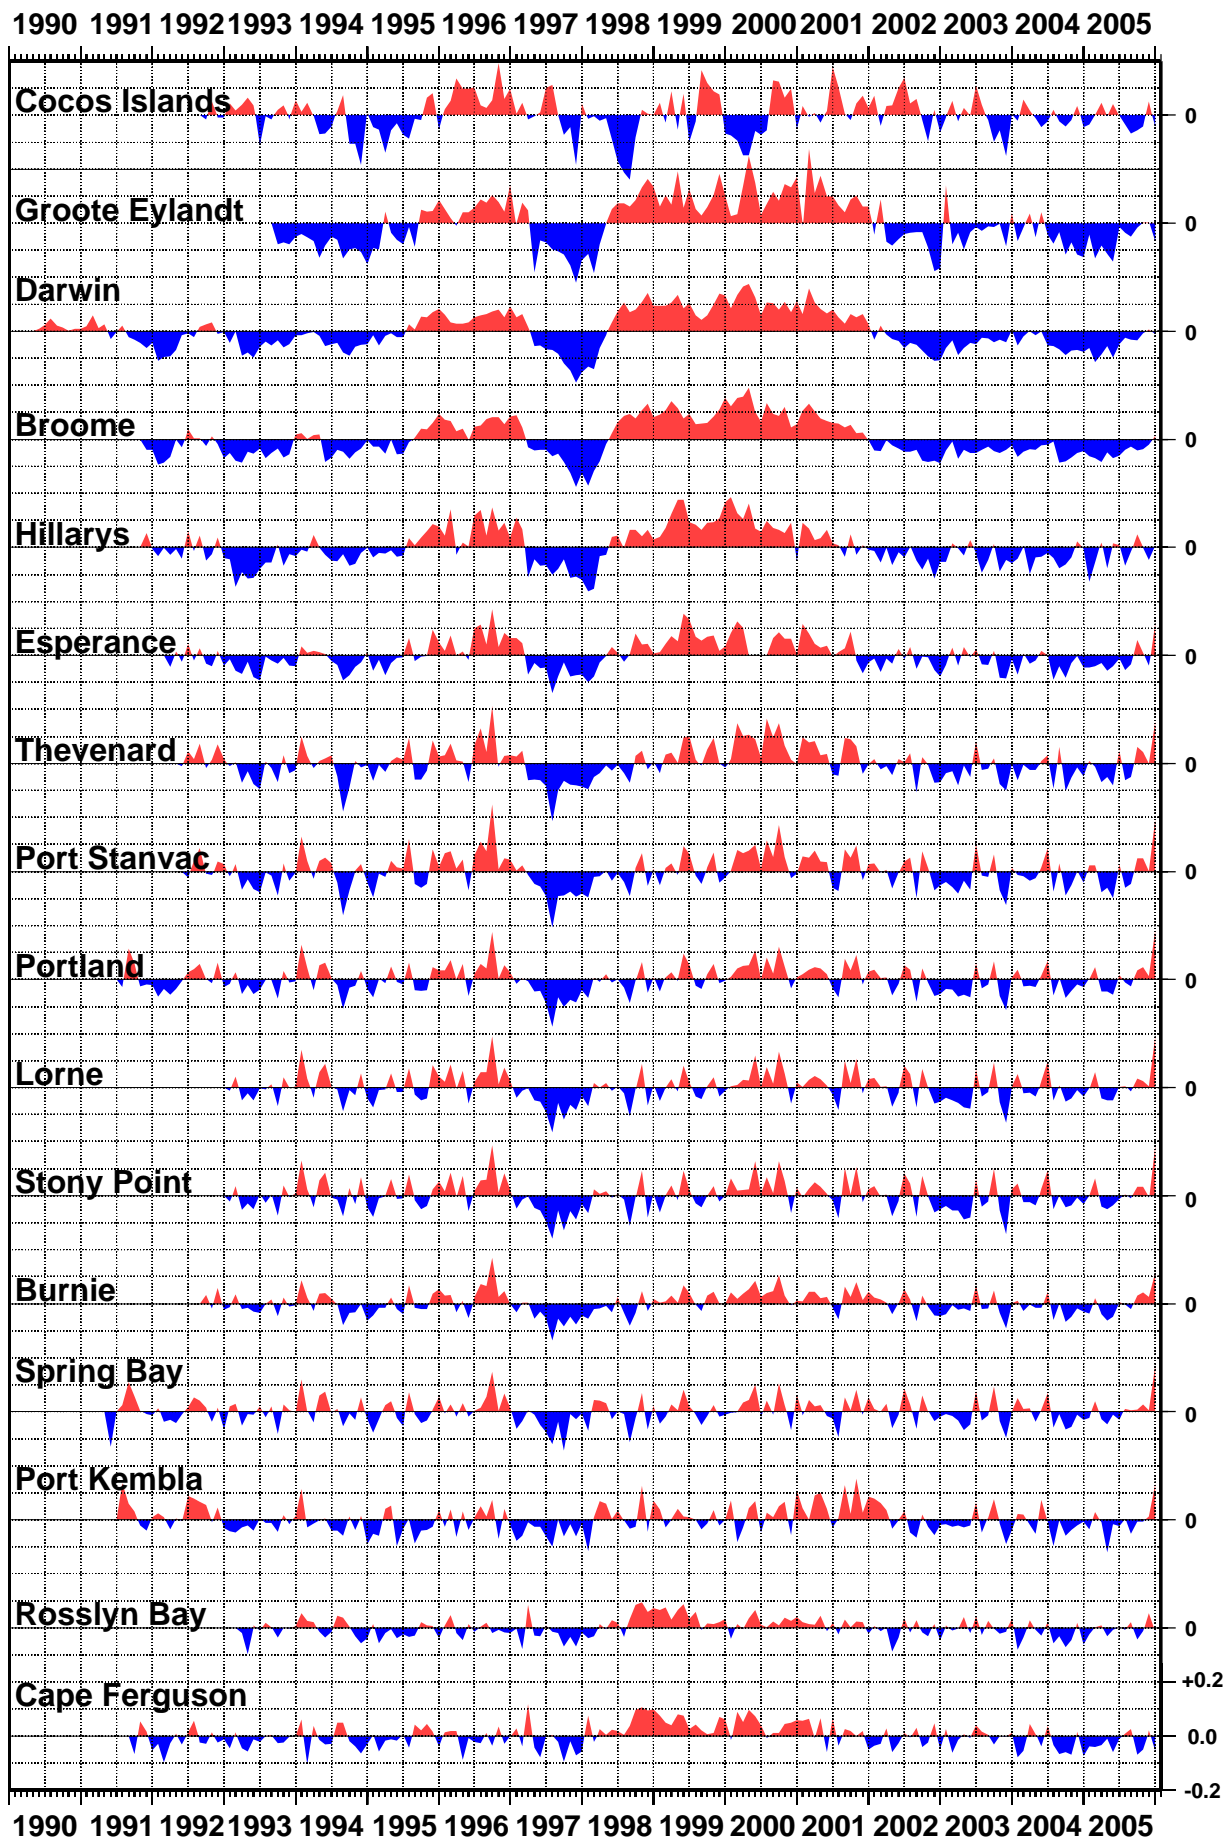 1990 1991 1992 1993 1994 1995 1996 1997 1998 1999 2000 2001 2002 2003 2004 2005
Cocos Islands 0
Groote Eylandt 0
Darwin 0
Broome 0
Hillarys 0
Esperance 0
Thevenard 0
Port Stanvac 0
Portland 0
Lorne 0
Stony Point 0
Burnie 0
Spring Bay 0
Port Kembla 0
Rosslyn Bay 0
+0.2
Cape Ferguson 0.0
-0.2
1990 1991 1992 1993 1994 1995 1996 1997 1998 1999 2000 2001 2002 2003 2004 2005